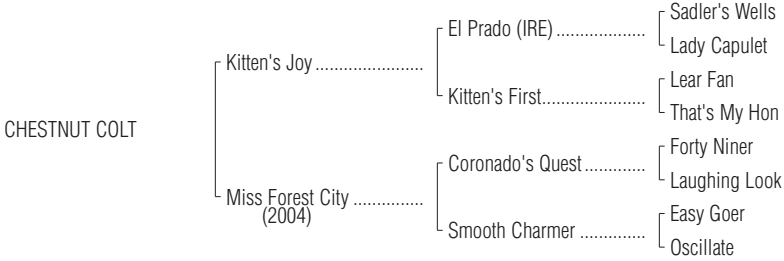 Sadler's Wells
El Prado (IRE)...................
Lady Capulet
Kitten's Joy.......................
Lear Fan
Kitten's First......................
That's My Hon
CHESTNUT COLT
Forty Niner
Coronado's Quest.............
Laughing Look
Miss Forest City...............
(2004)
Easy Goer
Smooth Charmer..............
Oscillate